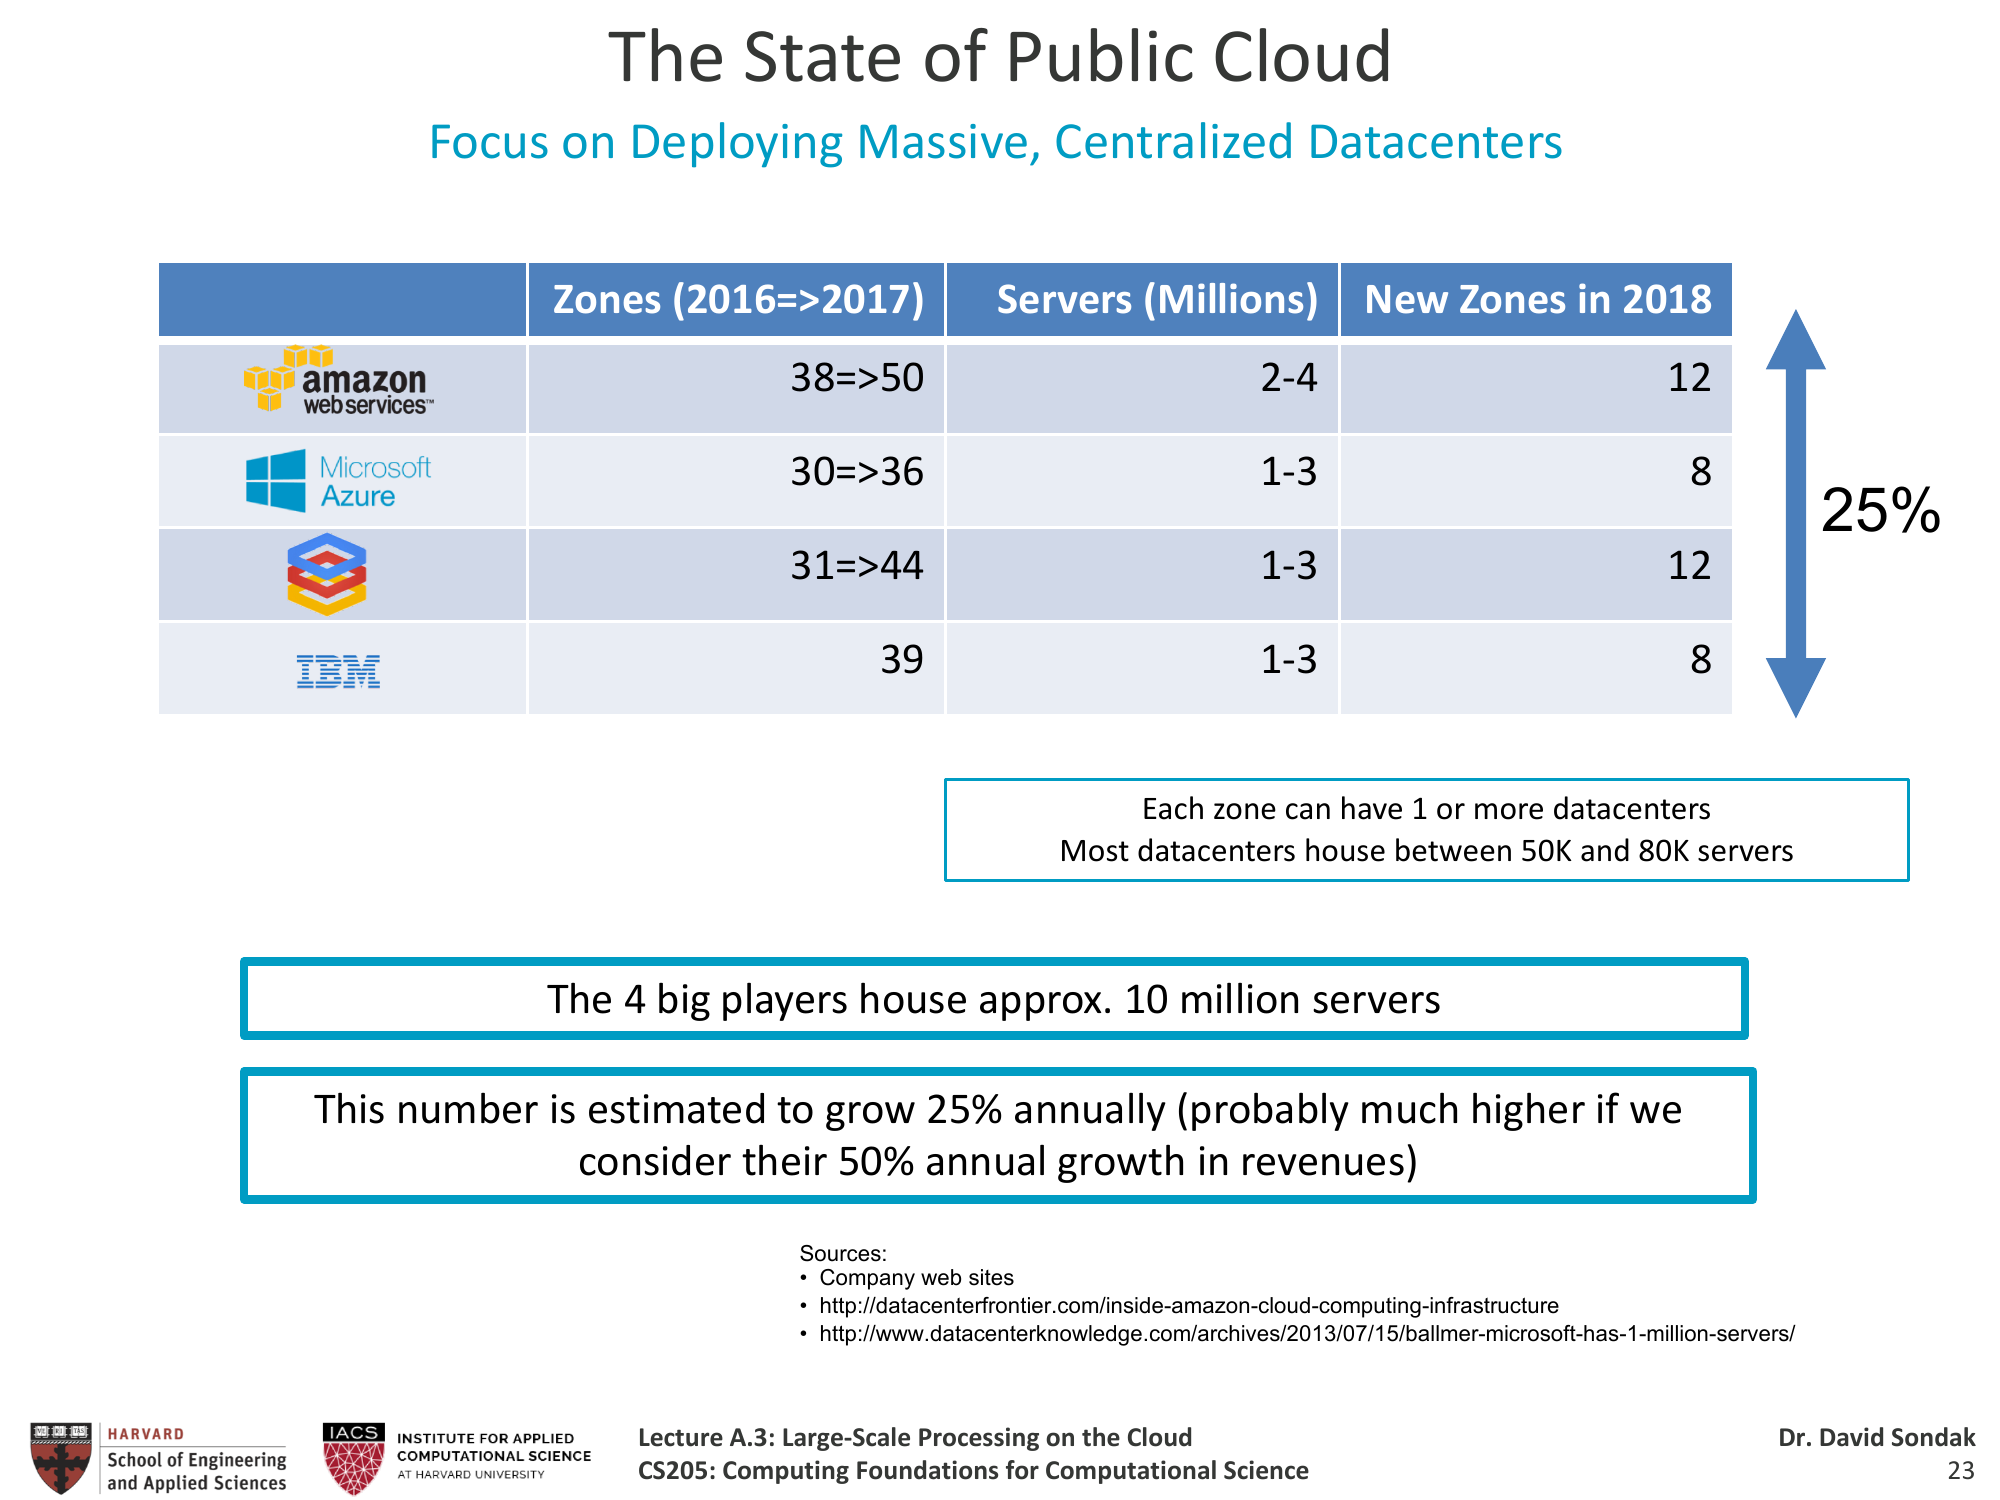 The State of Public Cloud
Focus on Deploying Massive, Centralized Datacenters
Zones (2016=>2017) Servers (Millions) New Zones in 2018
amazon
webservices™
38=>50 2-4 12
Microsoft
Azure
30=>36 1-3 8
31=>44 1-3 12
IBM 39 1-3 8
25%
Each zone can have 1 or more datacenters
Most datacenters house between 50K and 80K servers
The 4 big players house approx. 10 million servers
This number is estimated to grow 25% annually (probably much higher if we
consider their 50% annual growth in revenues)
Sources:
• Company web sites
• http://datacenterfrontier.com/inside-amazon-cloud-computing-infrastructure
• http://www.datacenterknowledge.com/archives/2013/07/15/ballmer-microsoft-has-1-million-servers/
HARVARD
School of Engineering
and Applied Sciences
IACS
INSTITUTE FOR APPLIED
COMPUTATIONAL SCIENCE
AT HARVARD UNIVERSITY
Lecture A.3: Large-Scale Processing on the Cloud
CS205: Computing Foundations for Computational Science
Dr. David Sondak
23